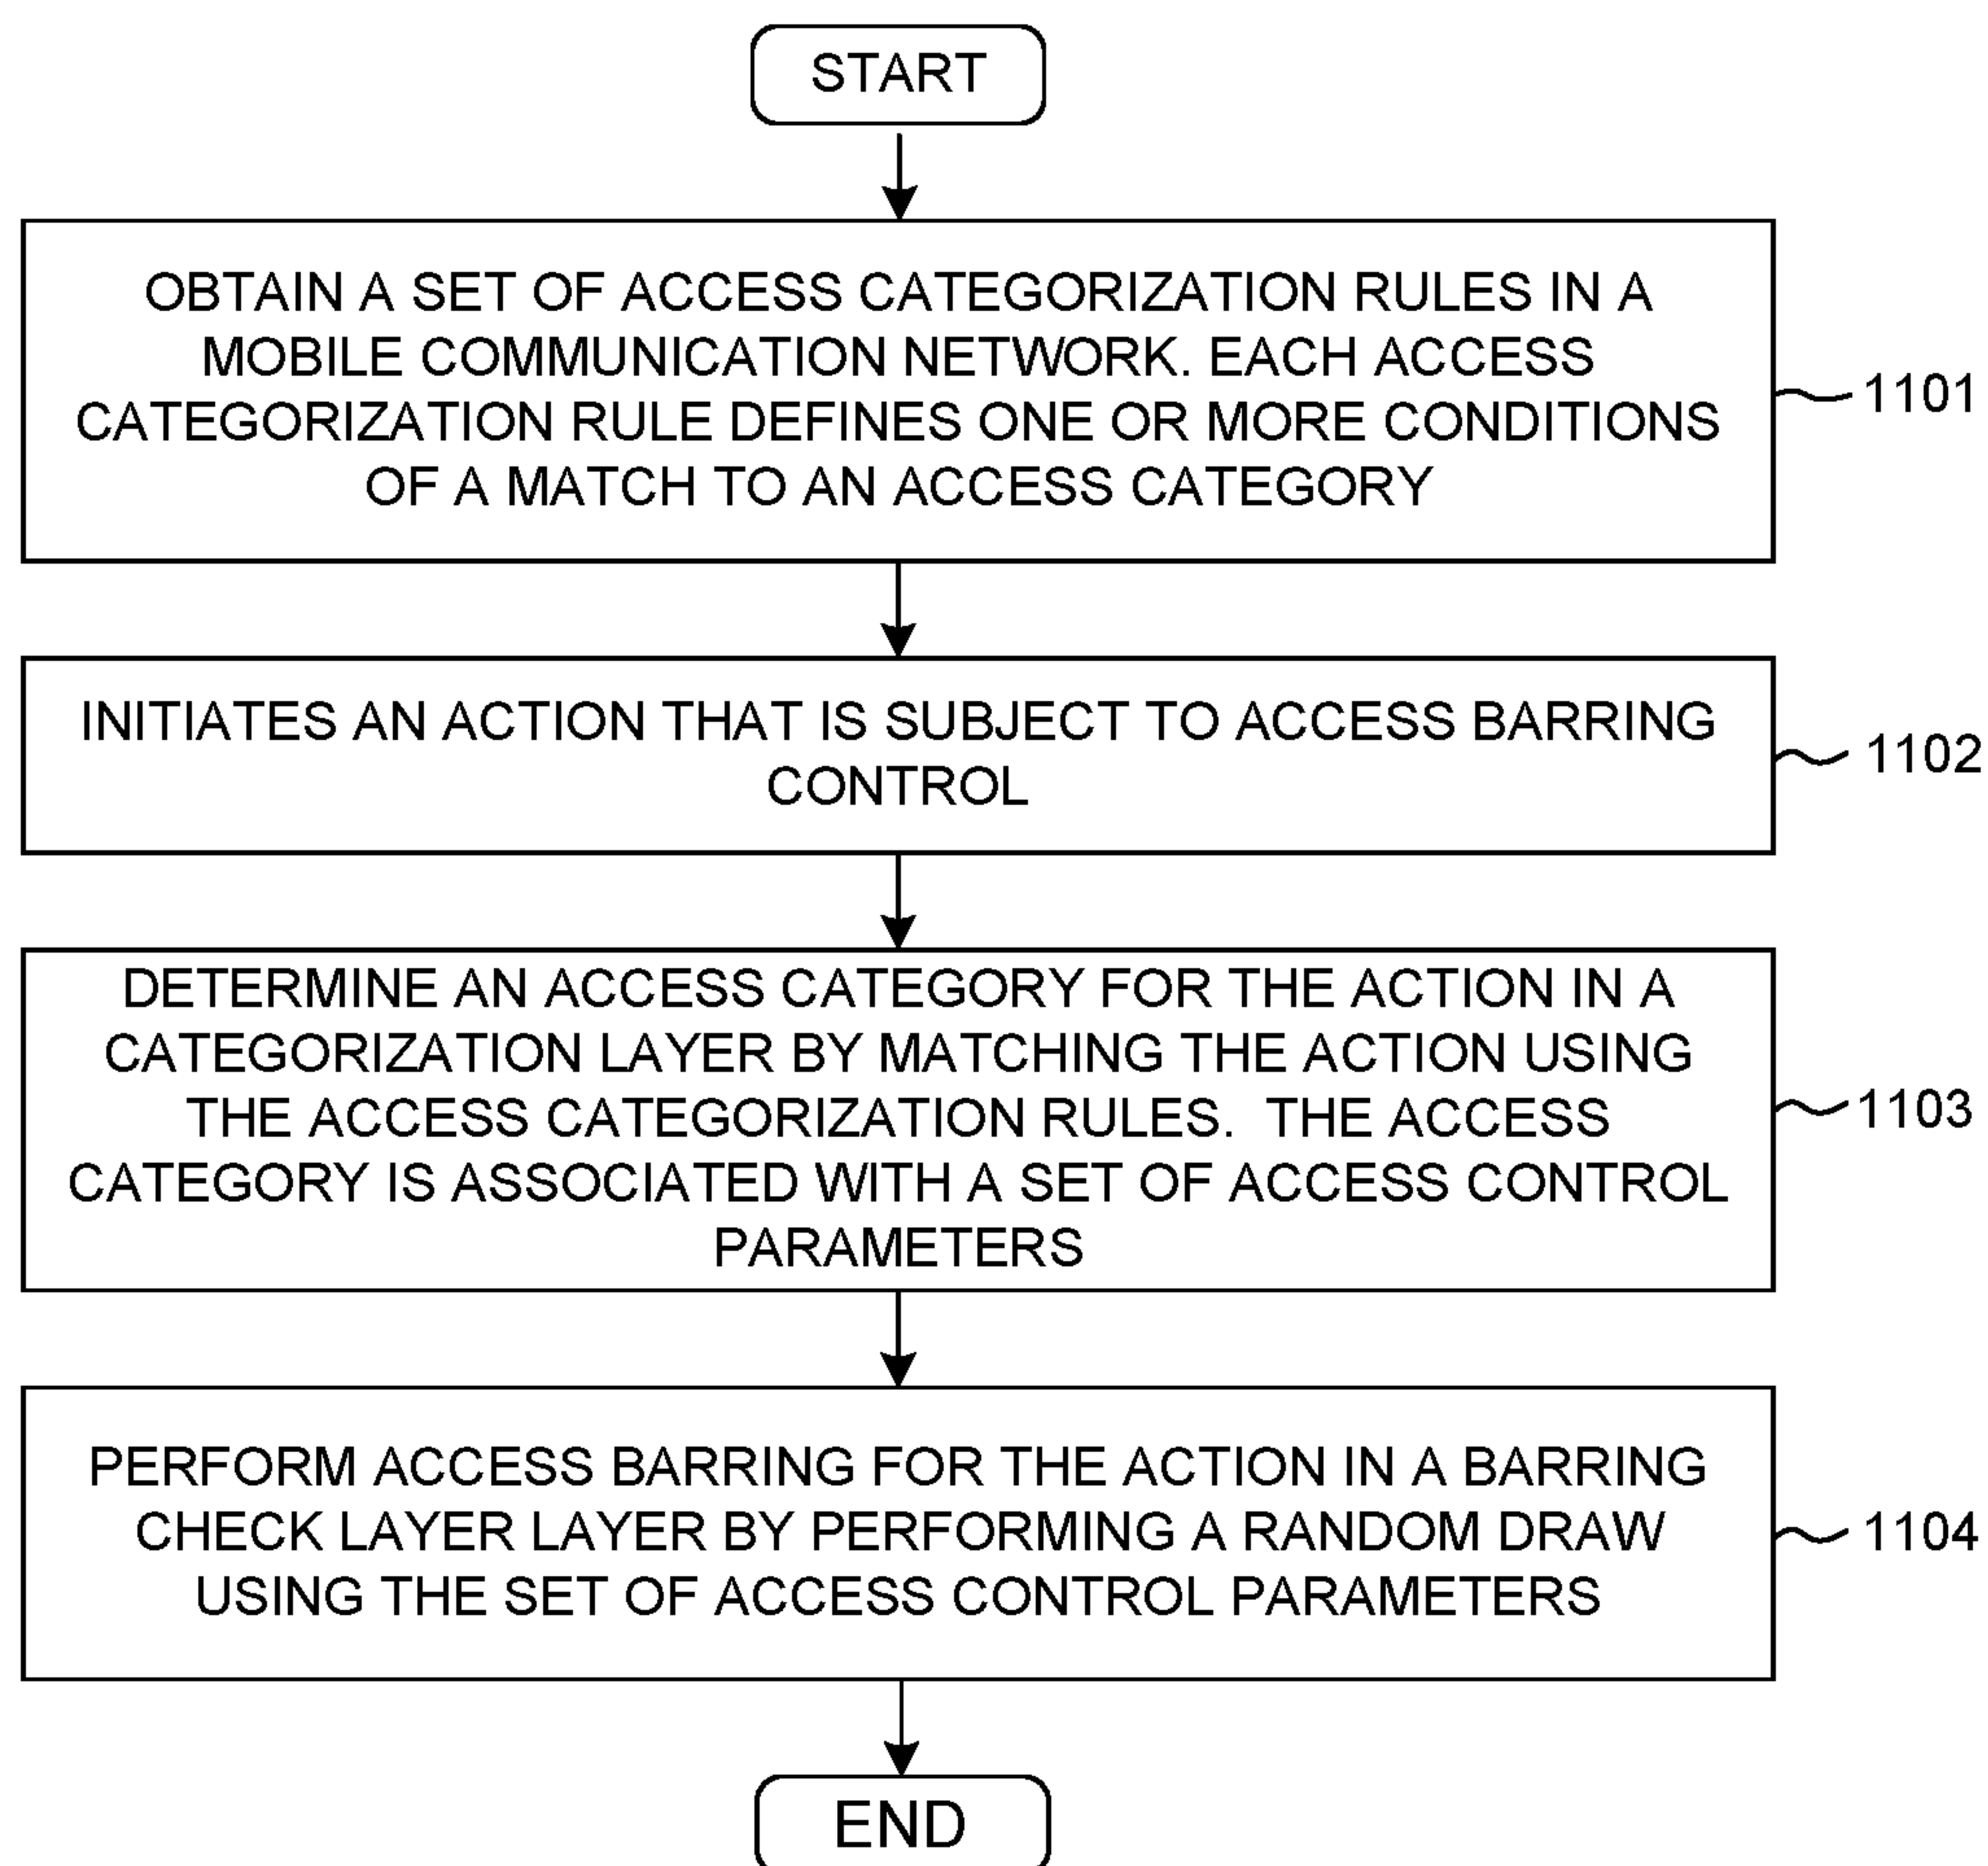 START
OBTAIN A SET OF ACCESS CATEGORIZATION RULES IN A
MOBILE COMMUNICATION NETWORK. EACH ACCESS
CATEGORIZATION RULE DEFINES ONE OR MORE CONDITIONS
OF A MATCH TO AN ACCESS CATEGORY
1101
INITIATES AN ACTION THAT IS SUBJECT TO ACCESS BARRING
CONTROL
1102
DETERMINE AN ACCESS CATEGORY FOR THE ACTION IN A
CATEGORIZATION LAYER BY MATCHING THE ACTION USING
THE ACCESS CATEGORIZATION RULES. THE ACCESS
CATEGORY IS ASSOCIATED WITH A SET OF ACCESS CONTROL
PARAMETERS
1103
PERFORM ACCESS BARRING FOR THE ACTION IN A BARRING
CHECK LAYER LAYER BY PERFORMING A RANDOM DRAW
USING THE SET OF ACCESS CONTROL PARAMETERS
1104
END